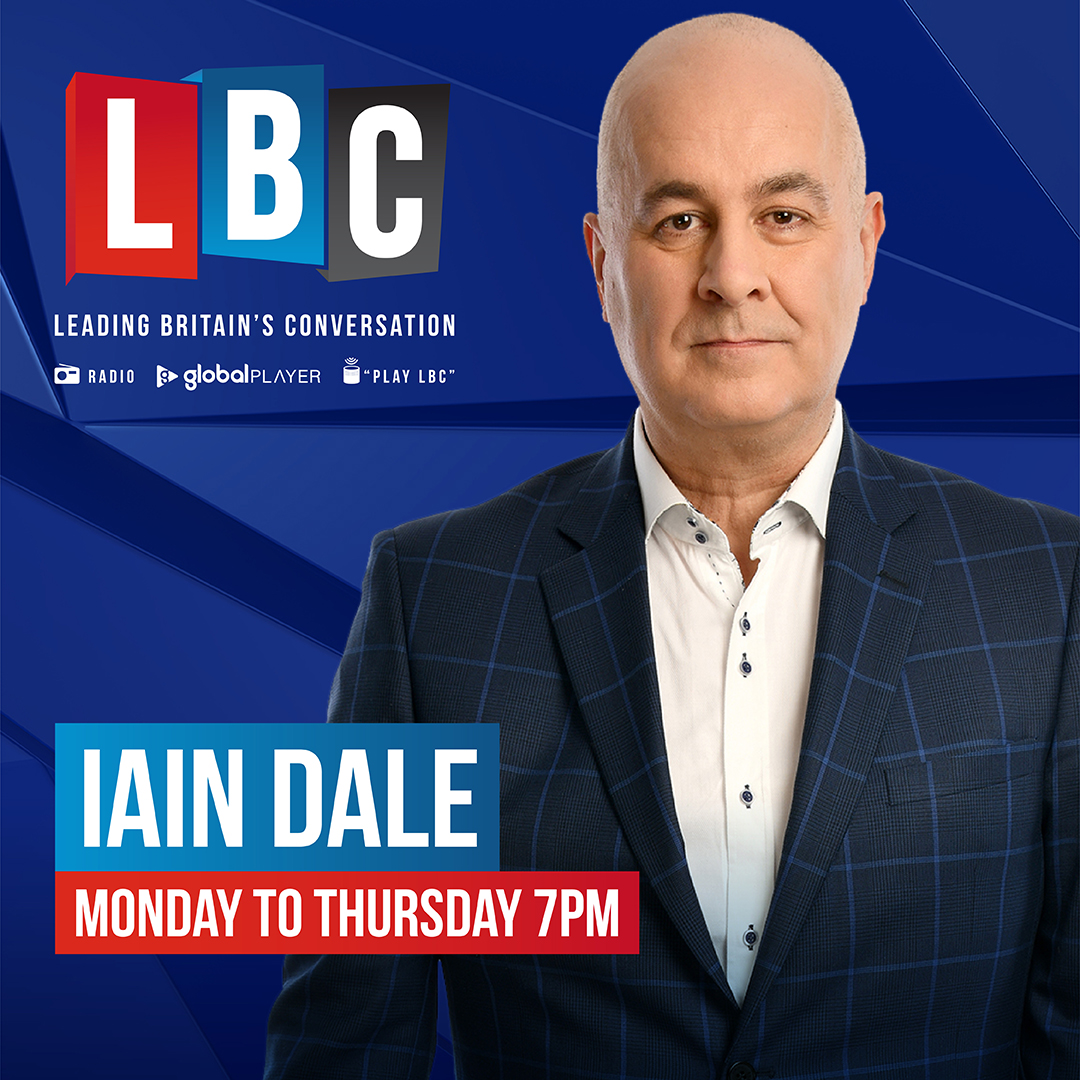 LBC
LEADING BRITAIN'S CONVERSATION
RADIO globalPLAYER "PLAY LBC"
IAIN DALE
MONDAY TO THURSDAY 7PM